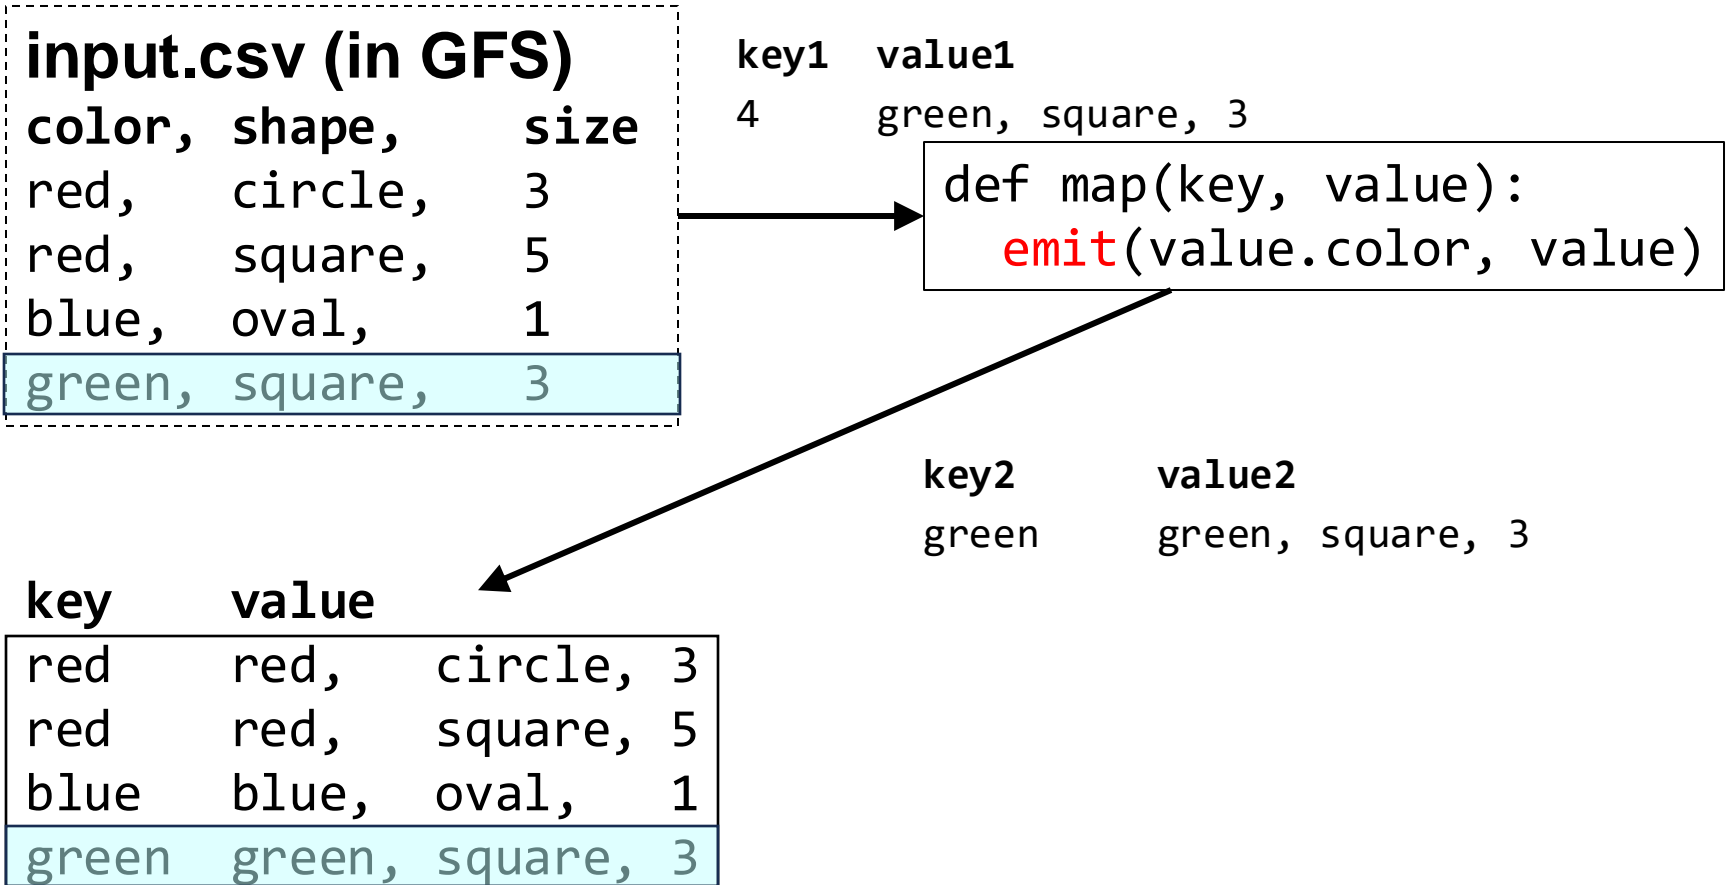 input.csv (in GFS)
color, shape, size
red, circle, 3
red, square, 5
blue, oval, 1
green, square, 3
key1 value1
4 green, square, 3
def map(key, value):
emit(value.color, value)
key2 value2
green green, square, 3
key value
red red, circle, 3
red red, square, 5
blue blue, oval, 1
green green, square, 3